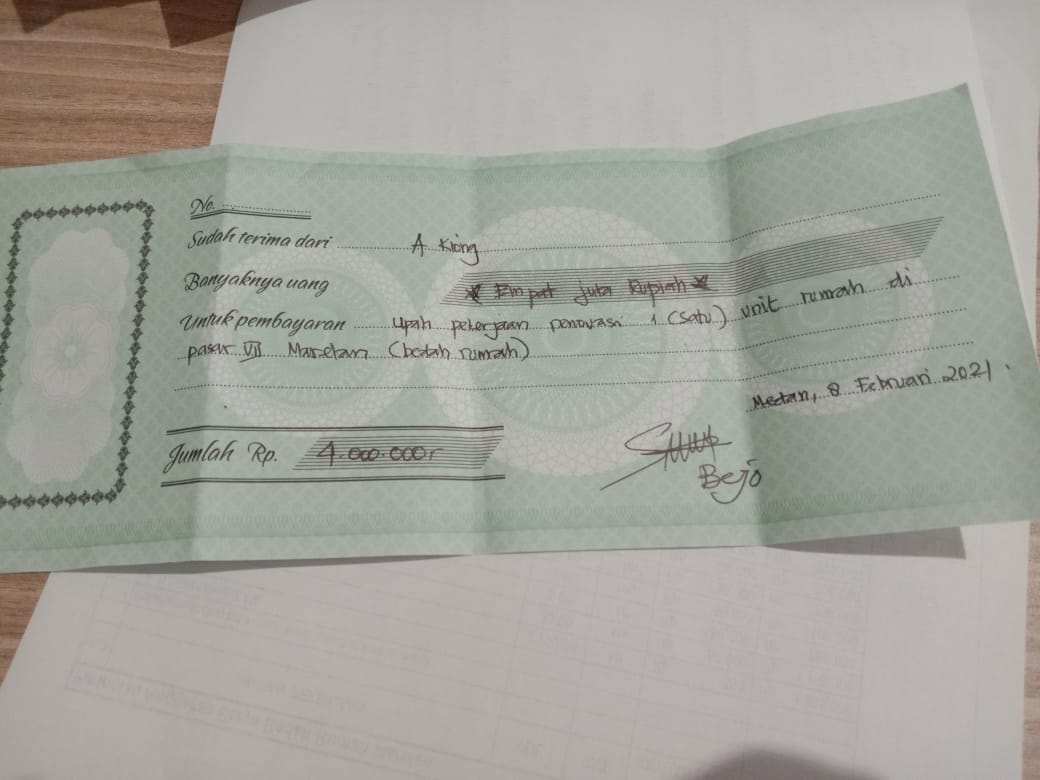 No. ....................
Sudah terima dari A Kiong
Banyaknya uang * Empat juta Rupiah *
Untuk pembayaran upah pekerjaan renovasi 1 (satu) unit rumah di
pasar VII Marelan (bedah rumah)
Medan, 8 Februari 2021.
Jumlah Rp. 4.000.000,-
Bejo